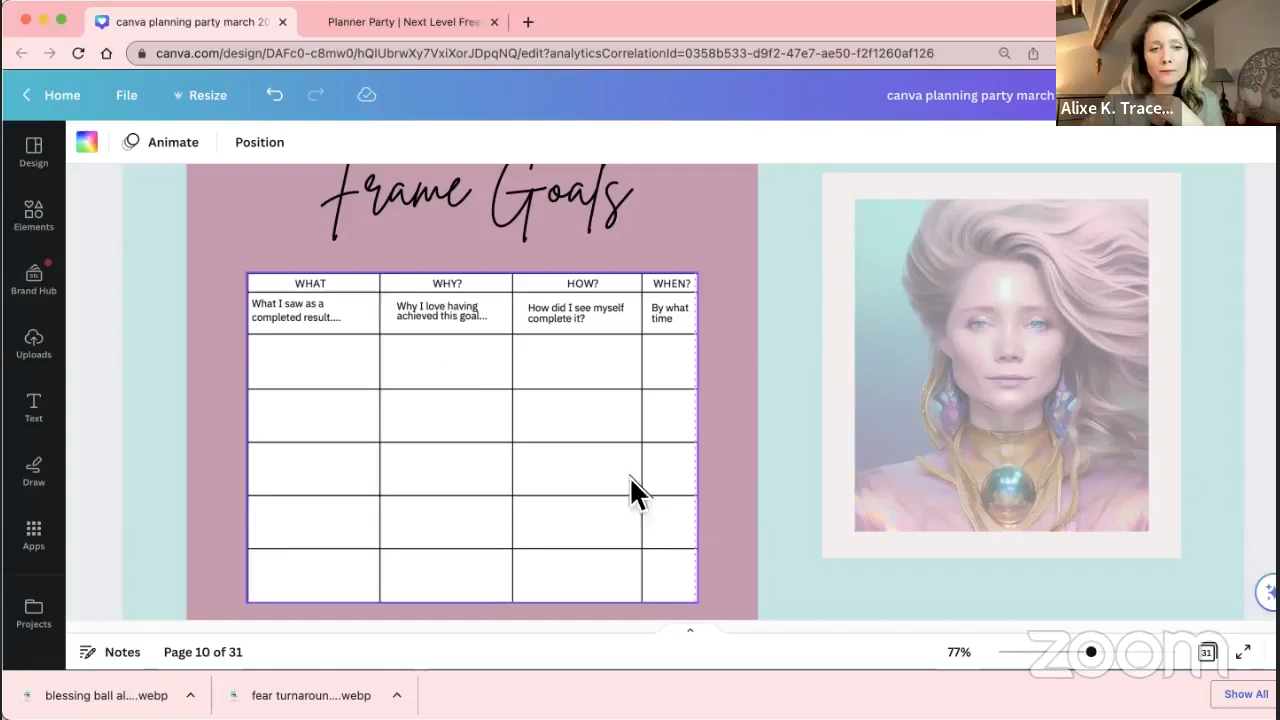 canva planning party march 20
Planner Party | Next Level Free
canva.com/design/DAFc0-c8mw0/hQIUbrwXy7VxiXorJDpqNQ/edit?analyticsCorrelationId=0358b533-d9f2-47e7-ae50-f2f1260af126
Home
File
Resize
canva planning party march
Alixe K. Trace...
Animate
Position
Design
Elements
Brand Hub
Uploads
Text
Draw
Apps
Projects
Frame Goals
WHAT
WHY?
HOW?
WHEN?
What I saw as a
completed result....
Why I love having
achieved this goal...
How did I see myself
complete it?
By what
time
Notes
Page 10 of 31
77%
31
zoom
blessing ball al....webp
fear turnaroun....webp
Show All